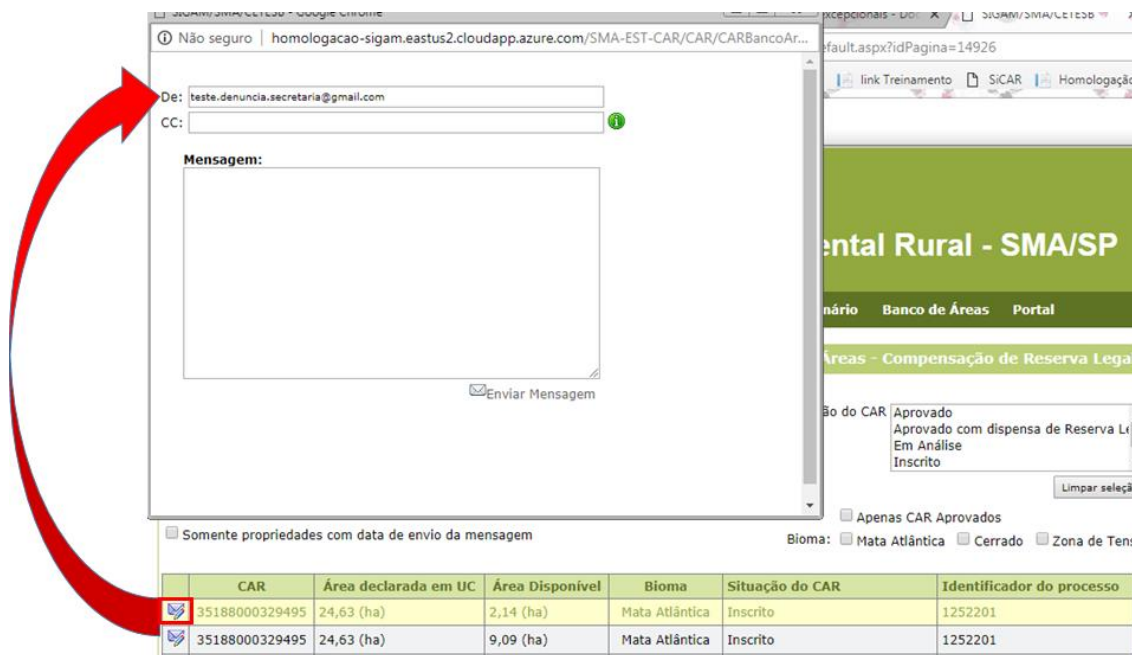 SIGAM/SMA/CETESB - Google Chrome
Não seguro | homologacao-sigam.eastus2.cloudapp.azure.com/SMA-EST-CAR/CAR/CARBancoAr...
De: teste.denuncia.secretaria@gmail.com
CC:
Mensagem:
Enviar Mensagem
xcepcionais - Doc
SIGAM/SMA/CETESB
efault.aspx?idPagina=14926
link Treinamento SiCAR Homologação
ental Rural - SMA/SP
nário Banco de Áreas Portal
Áreas - Compensação de Reserva Lega
ão do CAR
Aprovado
Aprovado com dispensa de Reserva Le
Em Análise
Inscrito
Limpar seleçã
Apenas CAR Aprovados
Somente propriedades com data de envio da mensagem
Bioma: Mata Atlântica Cerrado Zona de Tens
CAR Área declarada em UC Área Disponível Bioma Situação do CAR Identificador do processo
35188000329495 24,63 (ha) 2,14 (ha) Mata Atlântica Inscrito 1252201
35188000329495 24,63 (ha) 9,09 (ha) Mata Atlântica Inscrito 1252201